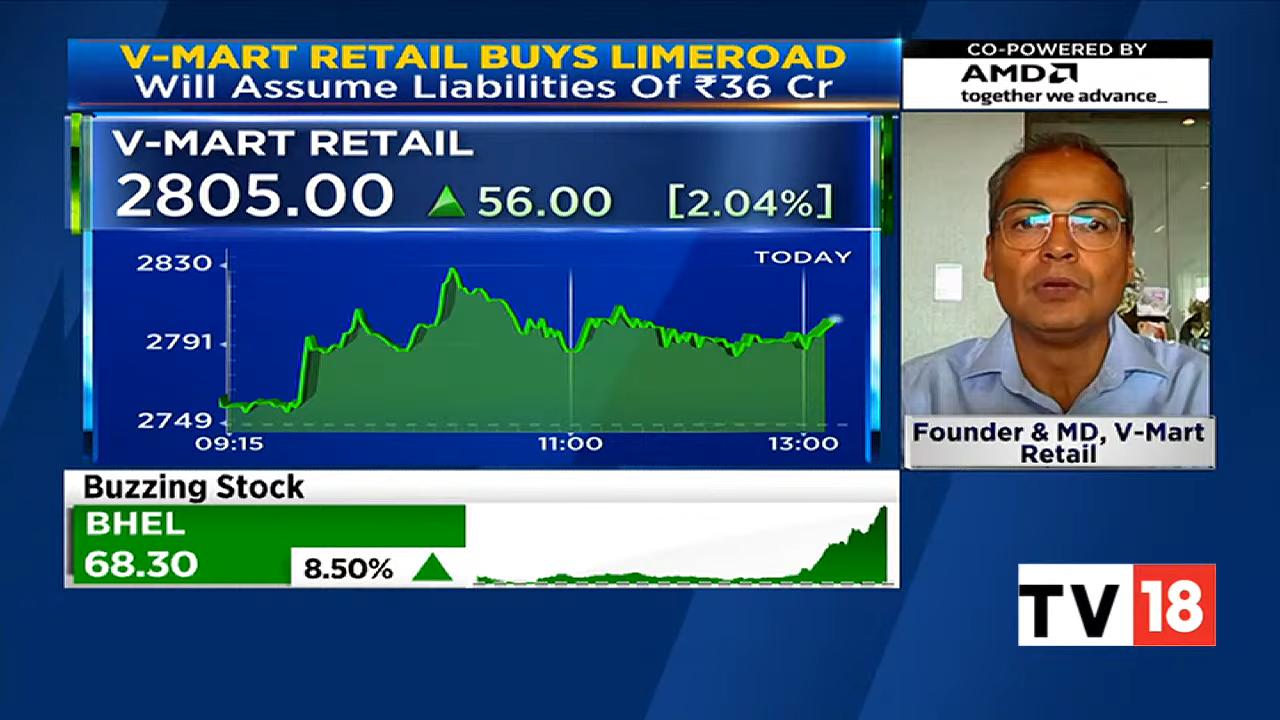 V-MART RETAIL BUYS LIMEROAD
Will Assume Liabilities Of ₹36 Cr
CO-POWERED BY
AMD
together we advance_
V-MART RETAIL
2805.00 ▲ 56.00 [2.04%]
TODAY
2830
2791
2749
09:15 11:00 13:00
Founder & MD, V-Mart
Retail
Buzzing Stock
BHEL
68.30 8.50% ▲
TV18